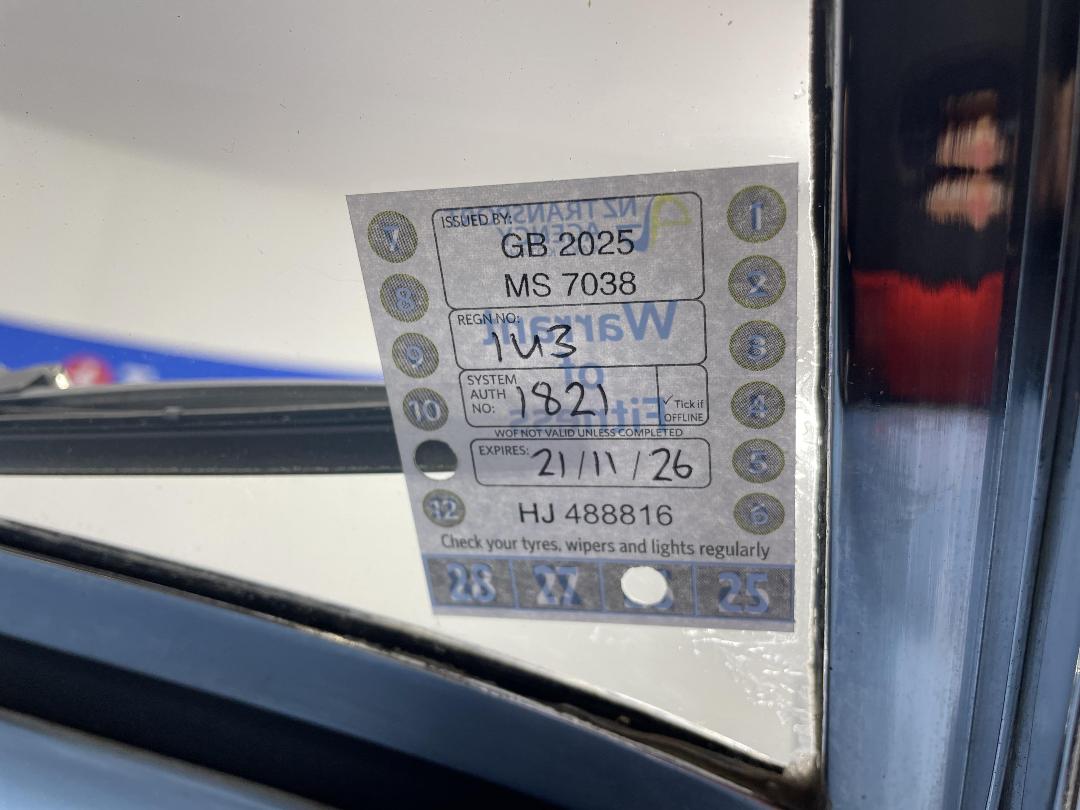 ISSUED BY:
GB 2025
MS 7038
NZ TRANSPORT
AGENCY
REGN NO:
1U3
Warrant
of
Fitness
SYSTEM
AUTH
NO:
1821
✓ Tick if
OFFLINE
WOF NOT VALID UNLESS COMPLETED
EXPIRES: 21/11/26
HJ 488816
Check your tyres, wipers and lights regularly
7
8
9
10
12
1
2
3
4
5
6
28 27 25